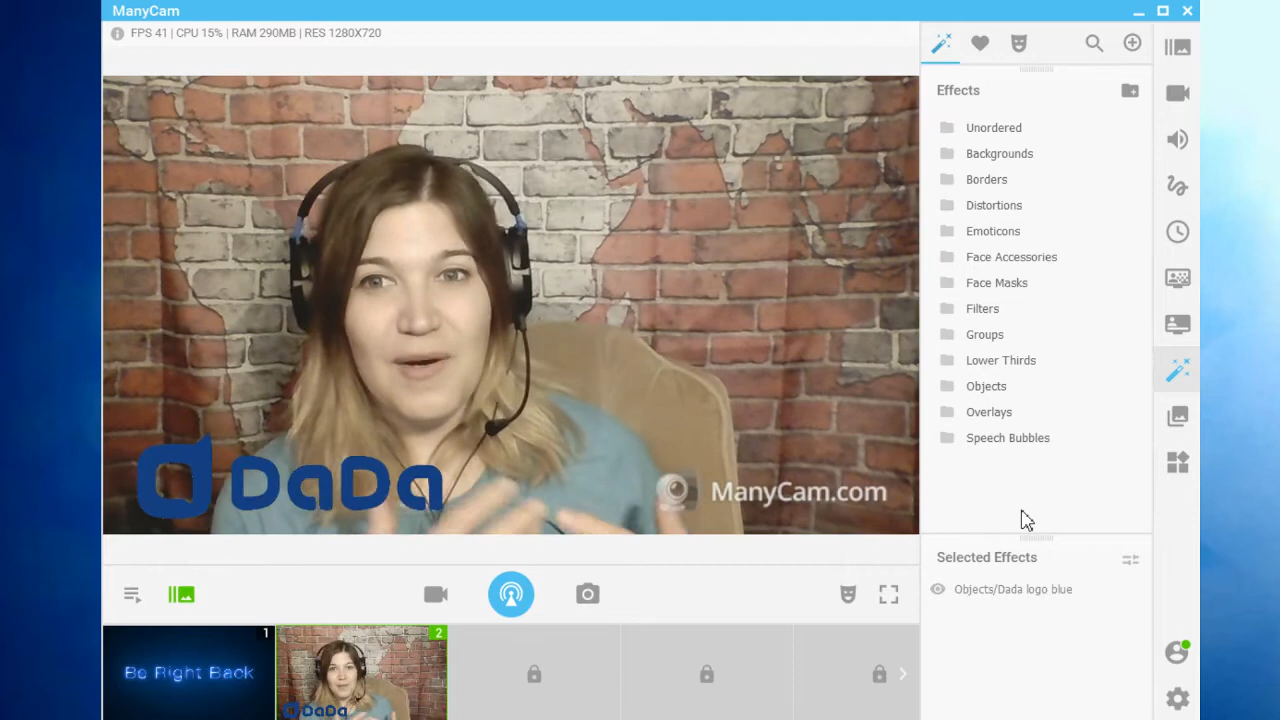 ManyCam
FPS 41 | CPU 15% | RAM 290MB | RES 1280X720
Effects
Unordered
Backgrounds
Borders
Distortions
Emoticons
Face Accessories
Face Masks
Filters
Groups
Lower Thirds
Objects
Overlays
Speech Bubbles
DaDa
ManyCam.com
Selected Effects
Objects/Dada logo blue
1
2
Be Right Back
DaDa